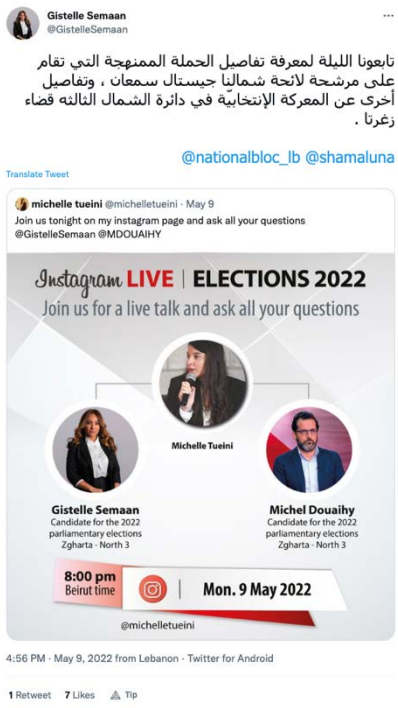 Gistelle Semaan
@GistelleSemaan
تابعونا الليلة لمعرفة تفاصيل الحملة الممنهجة التي تقام
على مرشحة لائحة شمالنا جيستال سمعان ، وتفاصيل
أخرى عن المعركة الإنتخابيّة في دائرة الشمال الثالثه قضاء
زغرتا .
@nationalbloc_lb @shamaluna
Translate Tweet
michelle tueini @michelletueini · May 9
Join us tonight on my instagram page and ask all your questions
@GistelleSemaan @MDOUAIHY
Instagram LIVE | ELECTIONS 2022
Join us for a live talk and ask all your questions
Michelle Tueini
Gistelle Semaan
Candidate for the 2022
parliamentary elections
Zgharta - North 3
Michel Douaihy
Candidate for the 2022
parliamentary elections
Zgharta - North 3
8:00 pm
Beirut time
Mon. 9 May 2022
@michelletueini
4:56 PM · May 9, 2022 from Lebanon · Twitter for Android
1 Retweet 7 Likes Tip